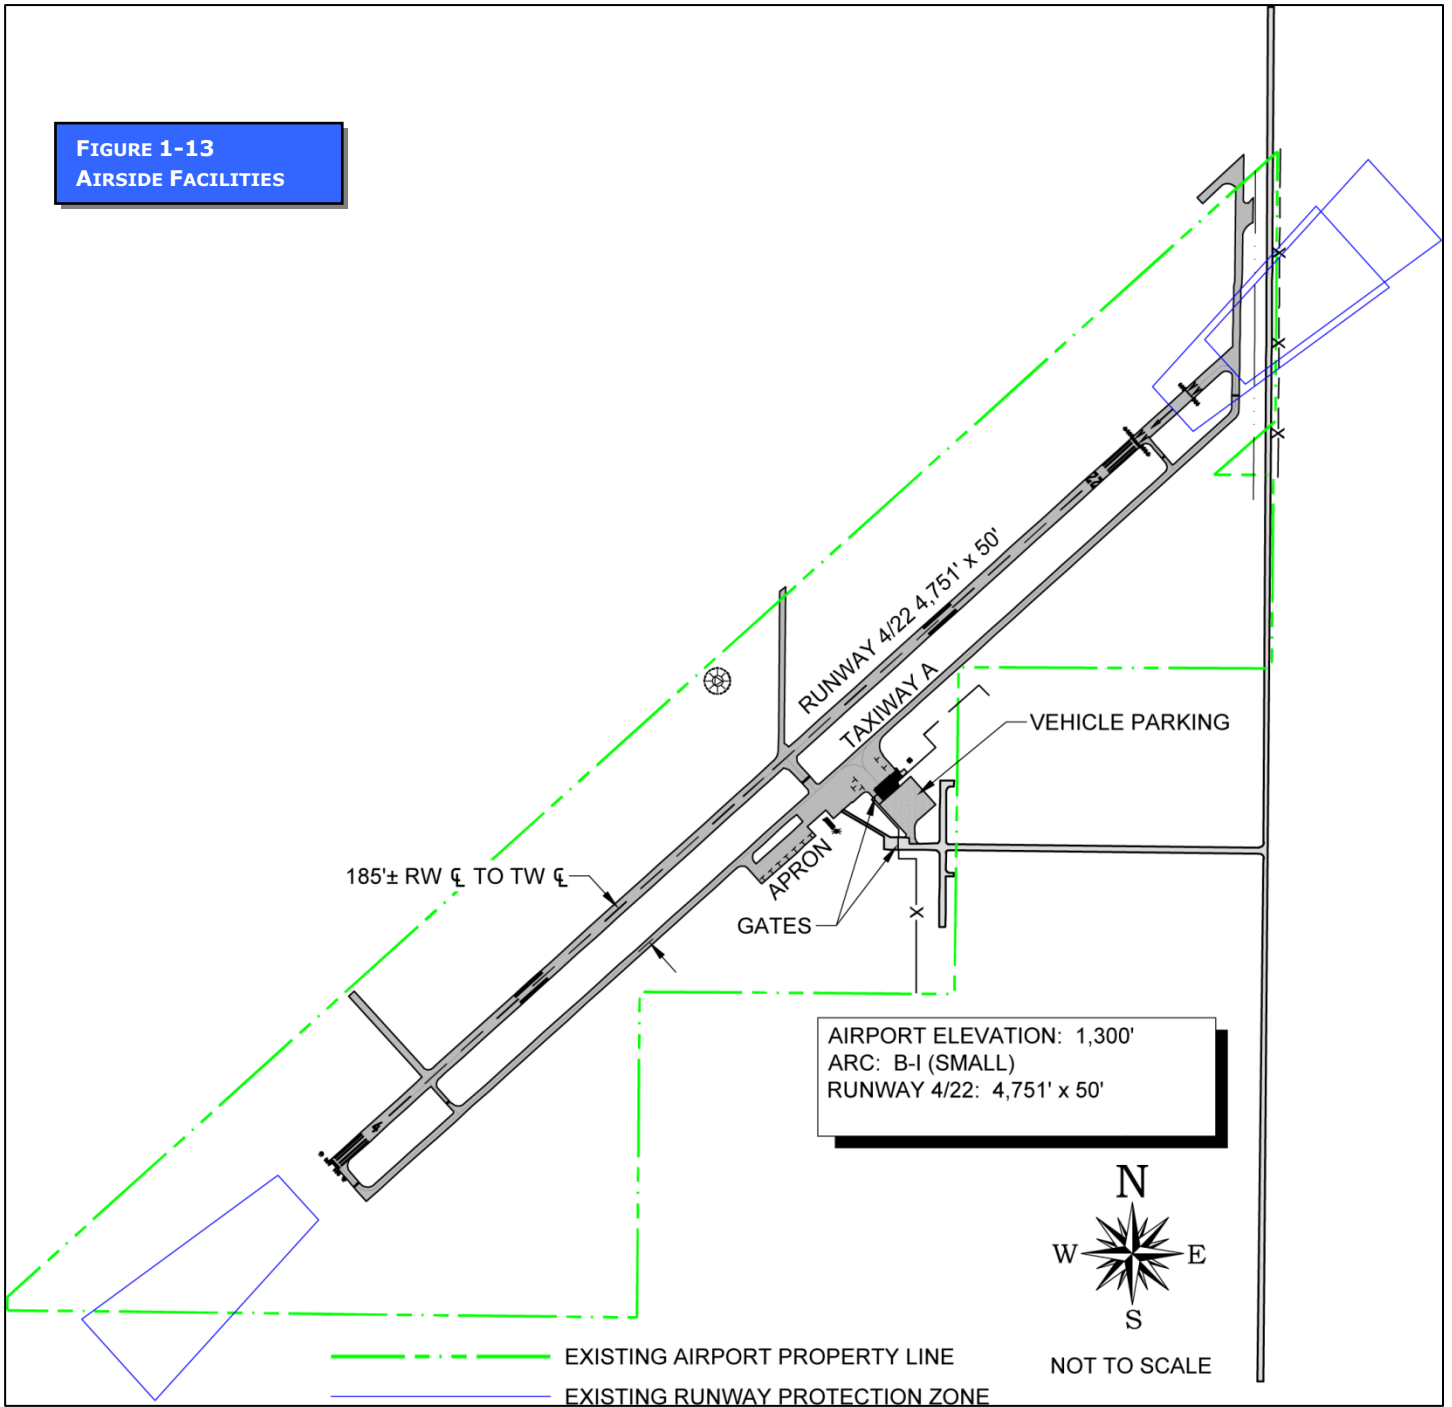 FIGURE 1-13
AIRSIDE FACILITIES
X
X
X
22
RUNWAY 4/22 4,751' x 50'
TAXIWAY A
VEHICLE PARKING
APRON
185'± RW ℄ TO TW ℄
GATES
X
4
AIRPORT ELEVATION: 1,300'
ARC: B-I (SMALL)
RUNWAY 4/22: 4,751' x 50'
N
W E
S
NOT TO SCALE
EXISTING AIRPORT PROPERTY LINE
EXISTING RUNWAY PROTECTION ZONE